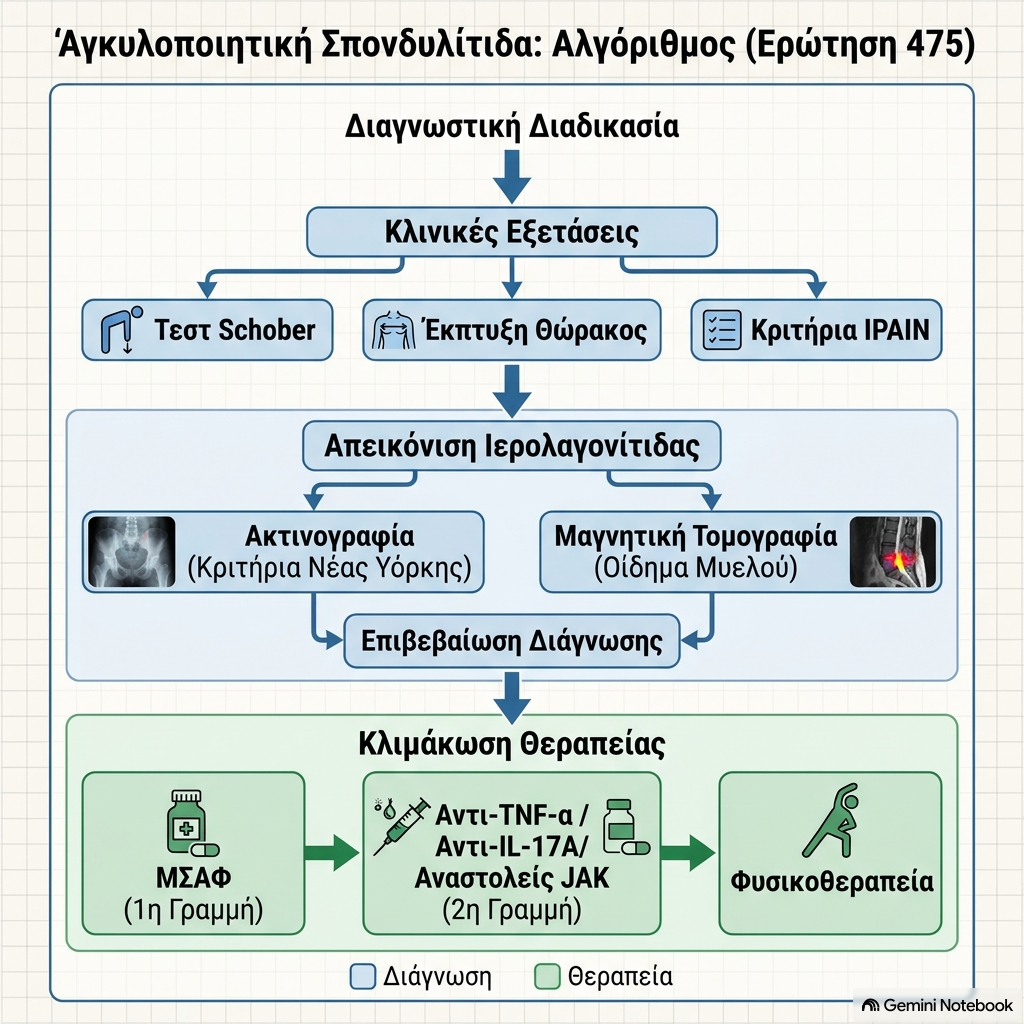 Ἁγκυλοποιητική Σπονδυλίτιδα: Αλγόριθμος (Ερώτηση 475)
Διαγνωστική Διαδικασία
Κλινικές Εξετάσεις
Τεστ Schober
Έκπτυξη Θώρακος
Κριτήρια IPAIN
Απεικόνιση Ιερολαγονίτιδας
Ακτινογραφία
(Κριτήρια Νέας Υόρκης)
Μαγνητική Τομογραφία
(Οίδημα Μυελού)
Επιβεβαίωση Διάγνωσης
Κλιμάκωση Θεραπείας
ΜΣΑΦ
(1η Γραμμή)
Αντι-TNF-α /
Αντι-IL-17A/
Αναστολείς JAK
(2η Γραμμή)
Φυσικοθεραπεία
Διάγνωση
Θεραπεία
Gemini Notebook